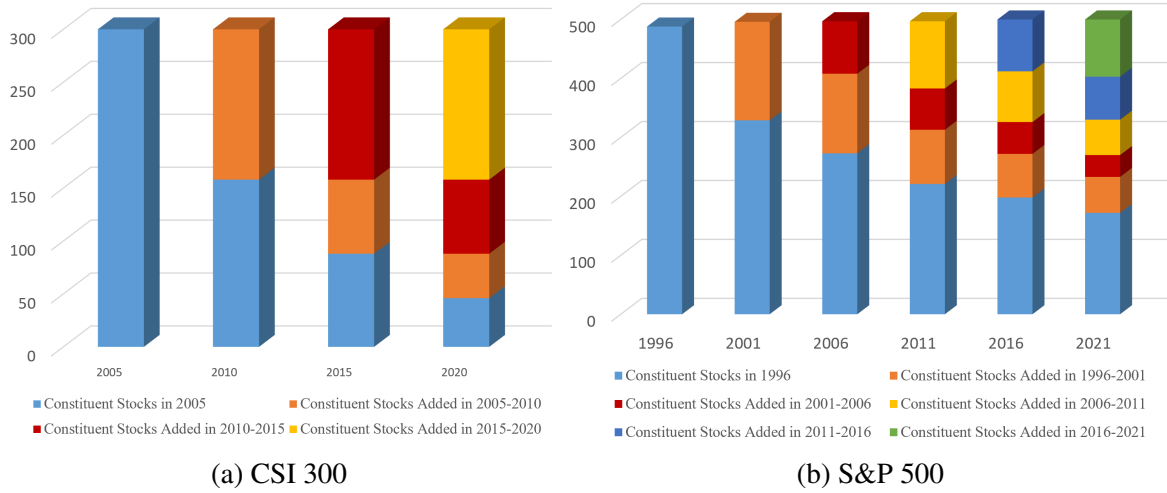 300
250
200
150
100
50
0
2005 2010 2015 2020
Constituent Stocks in 2005
Constituent Stocks Added in 2005-2010
Constituent Stocks Added in 2010-2015
Constituent Stocks Added in 2015-2020
(a) CSI 300
500
400
300
200
100
0
1996 2001 2006 2011 2016 2021
Constituent Stocks in 1996
Constituent Stocks Added in 1996-2001
Constituent Stocks Added in 2001-2006
Constituent Stocks Added in 2006-2011
Constituent Stocks Added in 2011-2016
Constituent Stocks Added in 2016-2021
(b) S&P 500